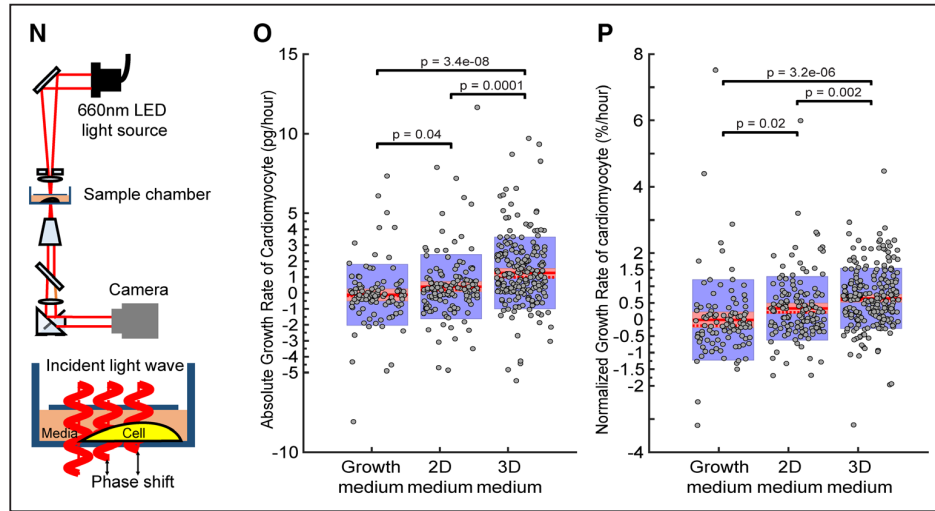 N
660nm LED
light source
Sample chamber
Camera
Incident light wave
Media
Cell
Phase shift
O
Absolute Growth Rate of Cardiomyocyte (pg/hour)
15
10
5
4
3
2
1
0
-1
-2
-3
-4
-5
-10
p = 3.4e-08
p = 0.0001
p = 0.04
Growth 2D 3D
medium medium medium
P
Normalized Growth Rate of cardiomyocyte (%/hour)
8
6
4
2
1.5
1
0.5
0
-0.5
-1
-1.5
-2
-4
p = 3.2e-06
p = 0.002
p = 0.02
Growth 2D 3D
medium medium medium